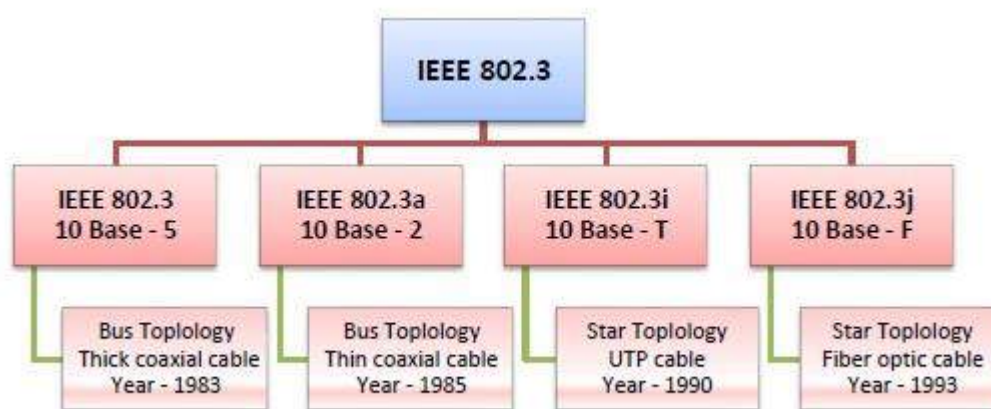 IEEE 802.3
IEEE 802.3
10 Base - 5
IEEE 802.3a
10 Base - 2
IEEE 802.3i
10 Base - T
IEEE 802.3j
10 Base - F
Bus Toplology
Thick coaxial cable
Year - 1983
Bus Toplology
Thin coaxial cable
Year - 1985
Star Toplology
UTP cable
Year - 1990
Star Toplology
Fiber optic cable
Year - 1993